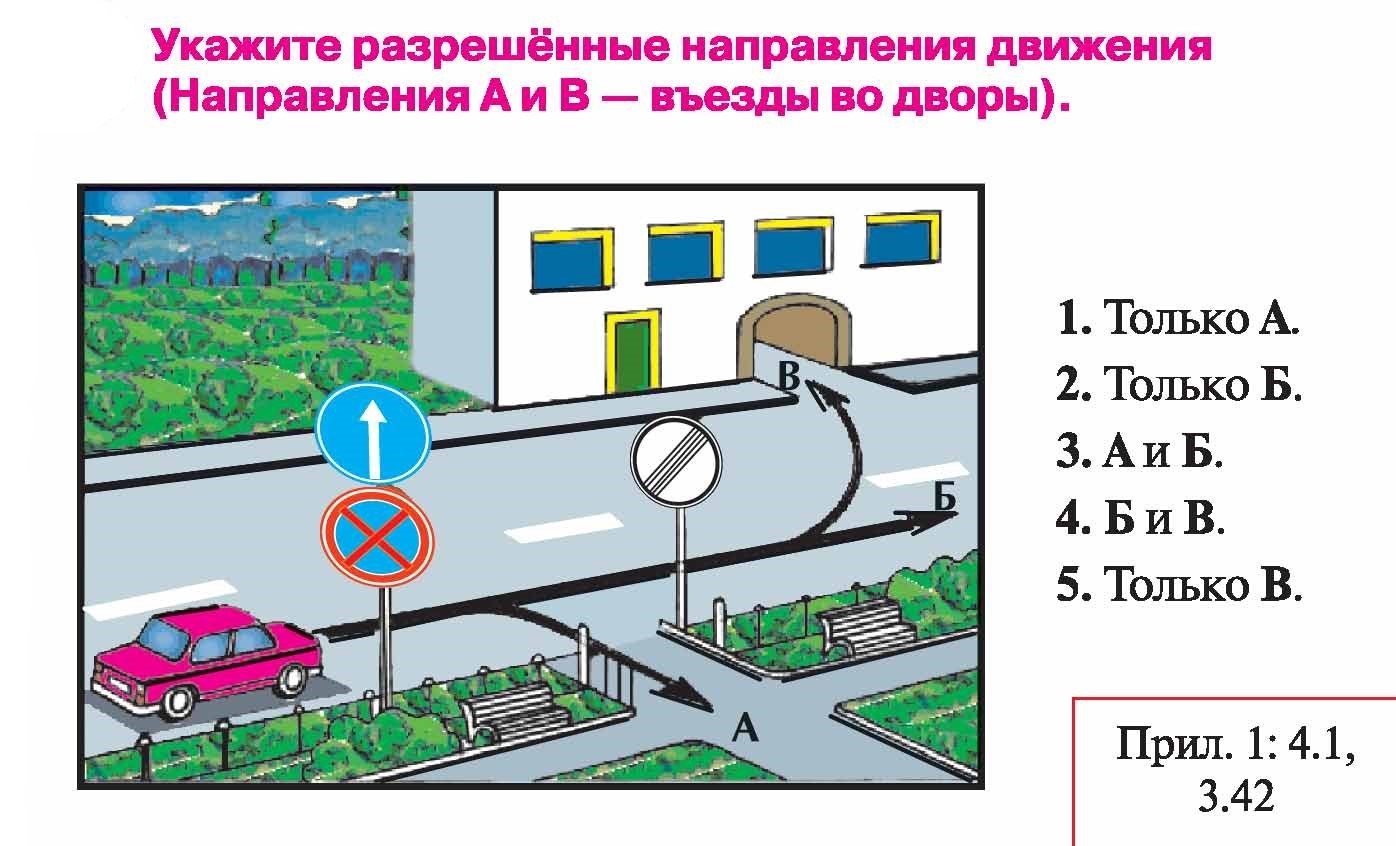 Укажите разрешённые направления движения
(Направления А и В — въезды во дворы).
В
Б
А
1. Только А.
2. Только Б.
3. А и Б.
4. Б и В.
5. Только В.
Прил. 1: 4.1,
3.42